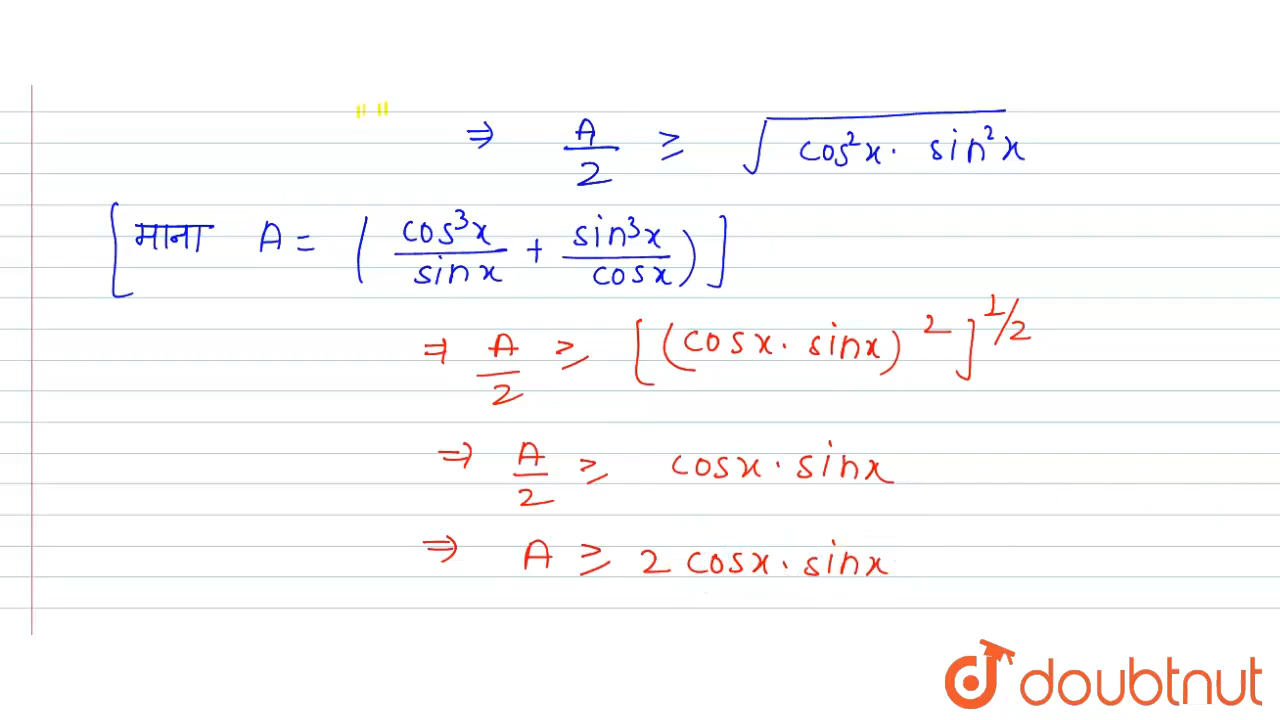 ⇒ A/2 ≥ √(cos²x · sin²x)
[माना A = (cos³x/sinx + sin³x/cosx)]
⇒ A/2 ≥ [(cosx · sinx)²]^1/2
⇒ A/2 ≥ cosx · sinx
⇒ A ≥ 2 cosx · sinx
doubtnut